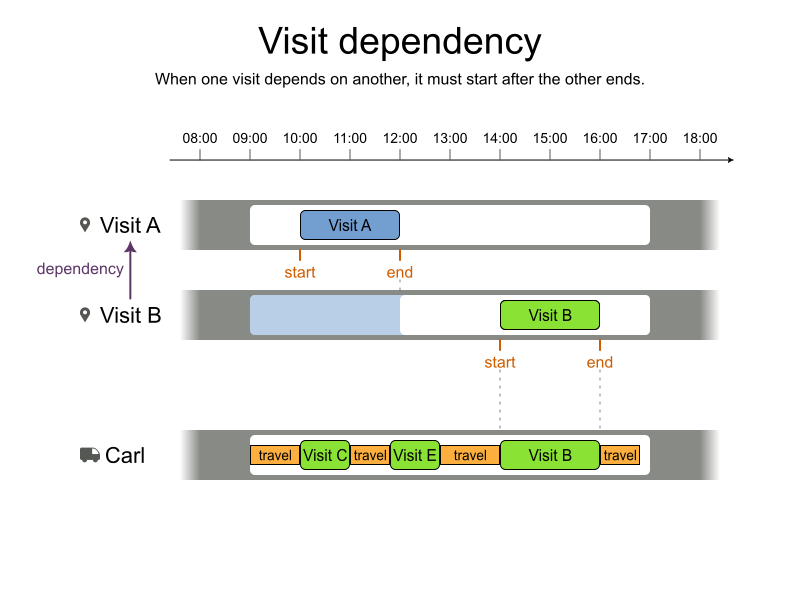 Visit dependency
When one visit depends on another, it must start after the other ends.
08:00 09:00 10:00 11:00 12:00 13:00 14:00 15:00 16:00 17:00 18:00
Visit A
Visit A
start end
dependency
Visit B
Visit B
start end
Carl
travel Visit C travel Visit E travel Visit B travel